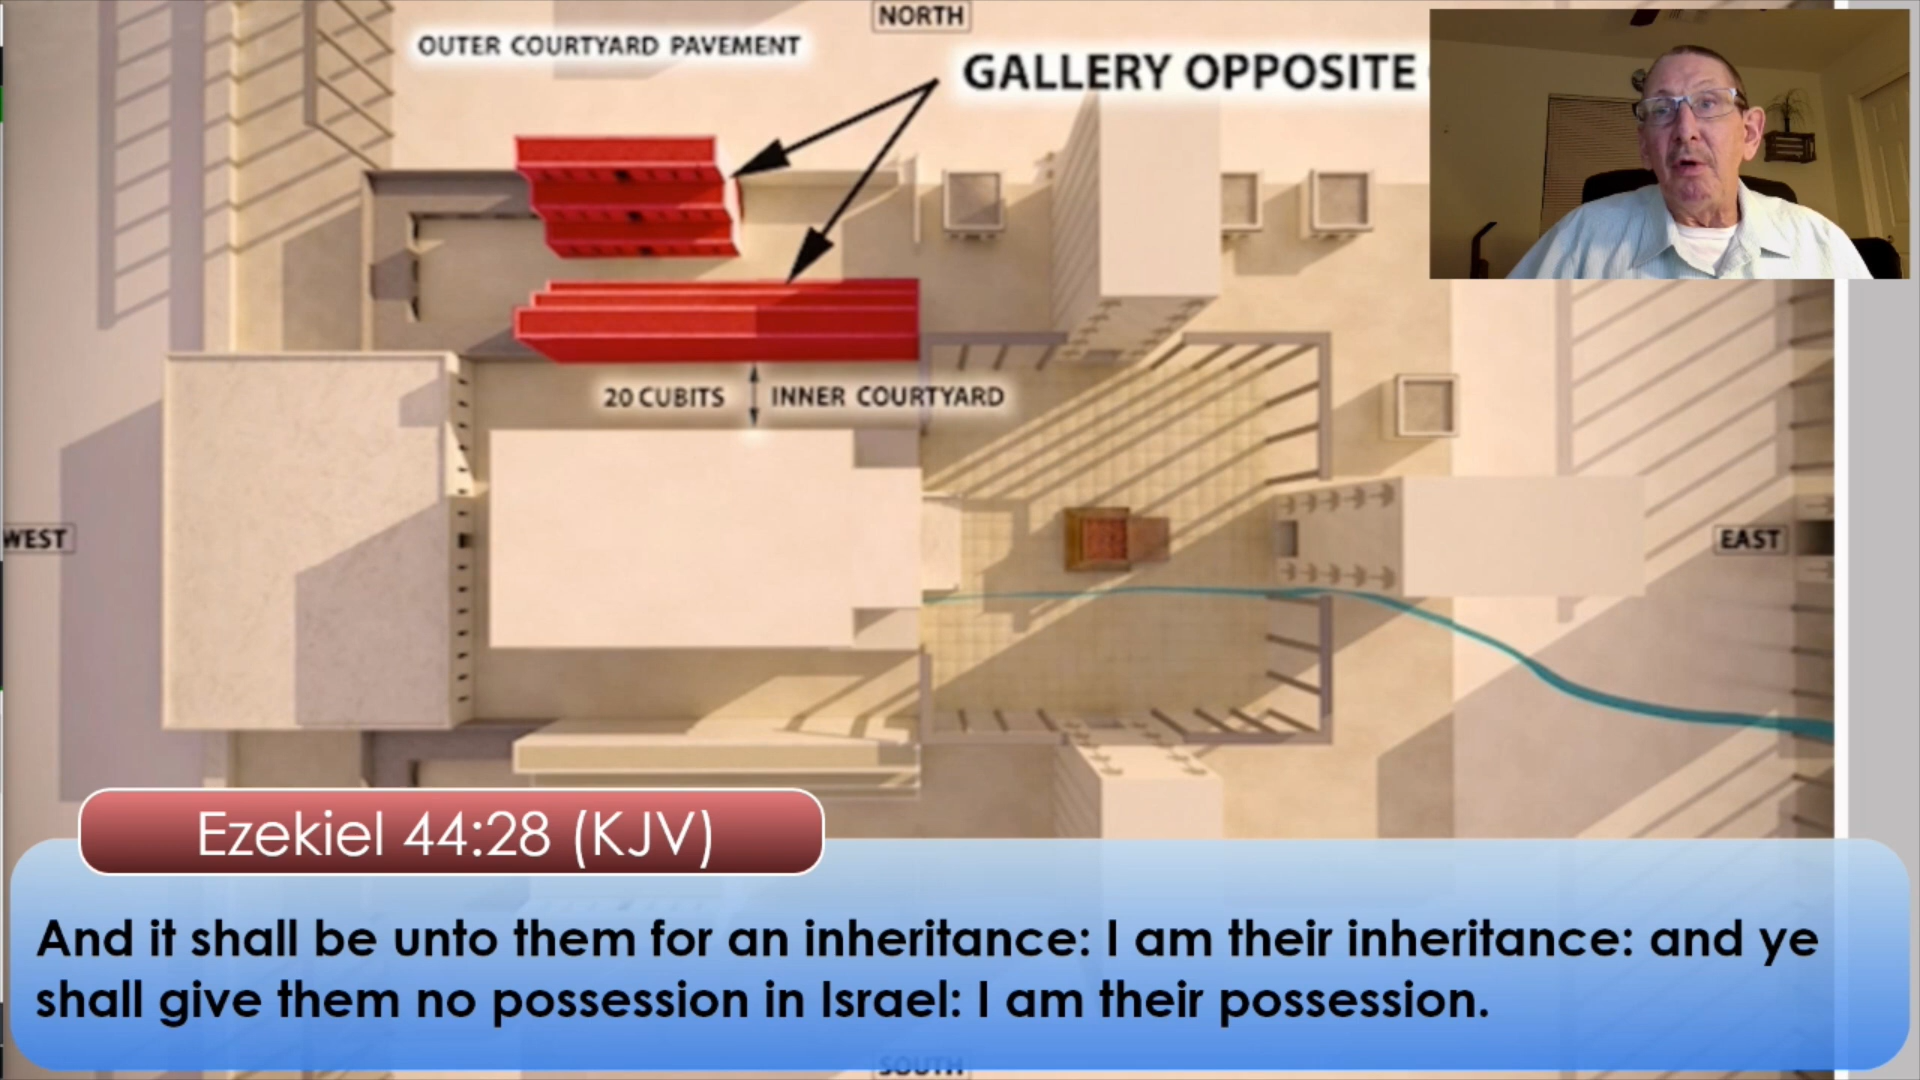 NORTH
OUTER COURTYARD PAVEMENT
GALLERY OPPOSITE
20 CUBITS
INNER COURTYARD
WEST
EAST
Ezekiel 44:28 (KJV)
And it shall be unto them for an inheritance: I am their inheritance: and ye
shall give them no possession in Israel: I am their possession.
SOUTH